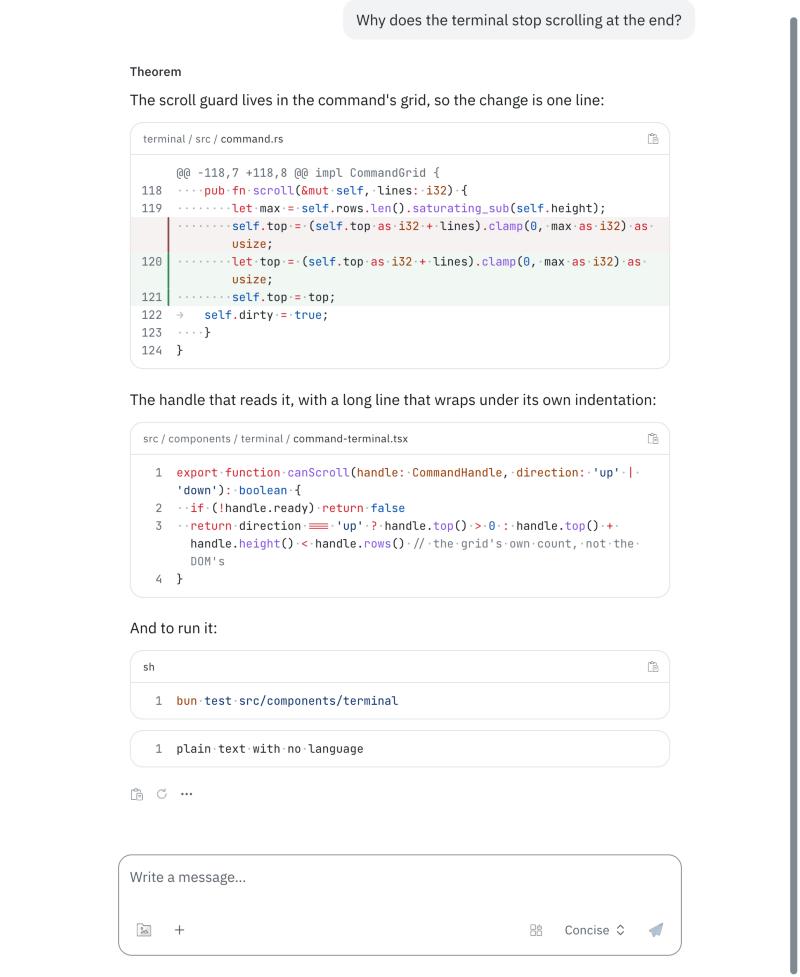 Why does the terminal stop scrolling at the end?
Theorem
The scroll guard lives in the command's grid, so the change is one line:
terminal / src / command.rs
@@ -118,7 +118,8 @@ impl CommandGrid {
118 ····pub·fn·scroll(&mut·self,·lines:·i32)·{
119 ········let·max·=·self.rows.len().saturating_sub(self.height);
········self.top·=·(self.top·as·i32·+·lines).clamp(0,·max·as·i32)·as·
usize;
120 ········let·top·=·(self.top·as·i32·+·lines).clamp(0,·max·as·i32)·as·
usize;
121 ········self.top·=·top;
122 → self.dirty·=·true;
123 ····}
124 }
The handle that reads it, with a long line that wraps under its own indentation:
src / components / terminal / command-terminal.tsx
1 export·function·canScroll(handle:·CommandHandle,·direction:·'up'·|·
'down'):·boolean·{
2 ··if·(!handle.ready)·return·false
3 ··return·direction·===·'up'·?·handle.top()·>·0·:·handle.top()·+·
handle.height()·<·handle.rows()·//·the·grid's·own·count,·not·the·
DOM's
4 }
And to run it:
sh
1 bun·test·src/components/terminal
1 plain·text·with·no·language
Write a message...
Concise